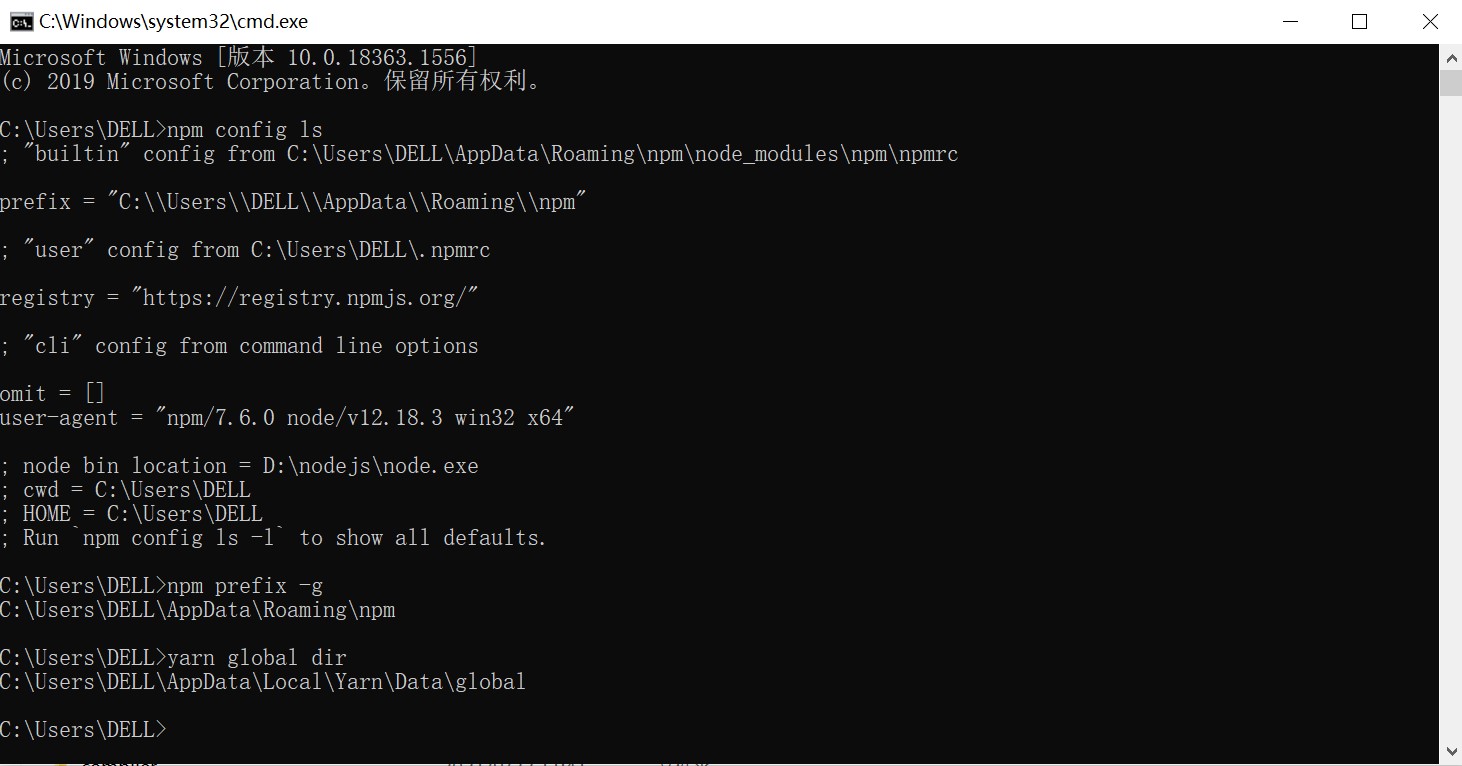 C:\Windows\system32\cmd.exe
Microsoft Windows [版本 10.0.18363.1556]
(c) 2019 Microsoft Corporation。保留所有权利。
C:\Users\DELL>npm config ls
; "builtin" config from C:\Users\DELL\AppData\Roaming\npm\node_modules\npm\npmrc
prefix = "C:\\Users\\DELL\\AppData\\Roaming\\npm"
; "user" config from C:\Users\DELL\.npmrc
registry = "https://registry.npmjs.org/"
; "cli" config from command line options
omit = []
user-agent = "npm/7.6.0 node/v12.18.3 win32 x64"
; node bin location = D:\nodejs\node.exe
; cwd = C:\Users\DELL
; HOME = C:\Users\DELL
; Run `npm config ls -l` to show all defaults.
C:\Users\DELL>npm prefix -g
C:\Users\DELL\AppData\Roaming\npm
C:\Users\DELL>yarn global dir
C:\Users\DELL\AppData\Local\Yarn\Data\global
C:\Users\DELL>